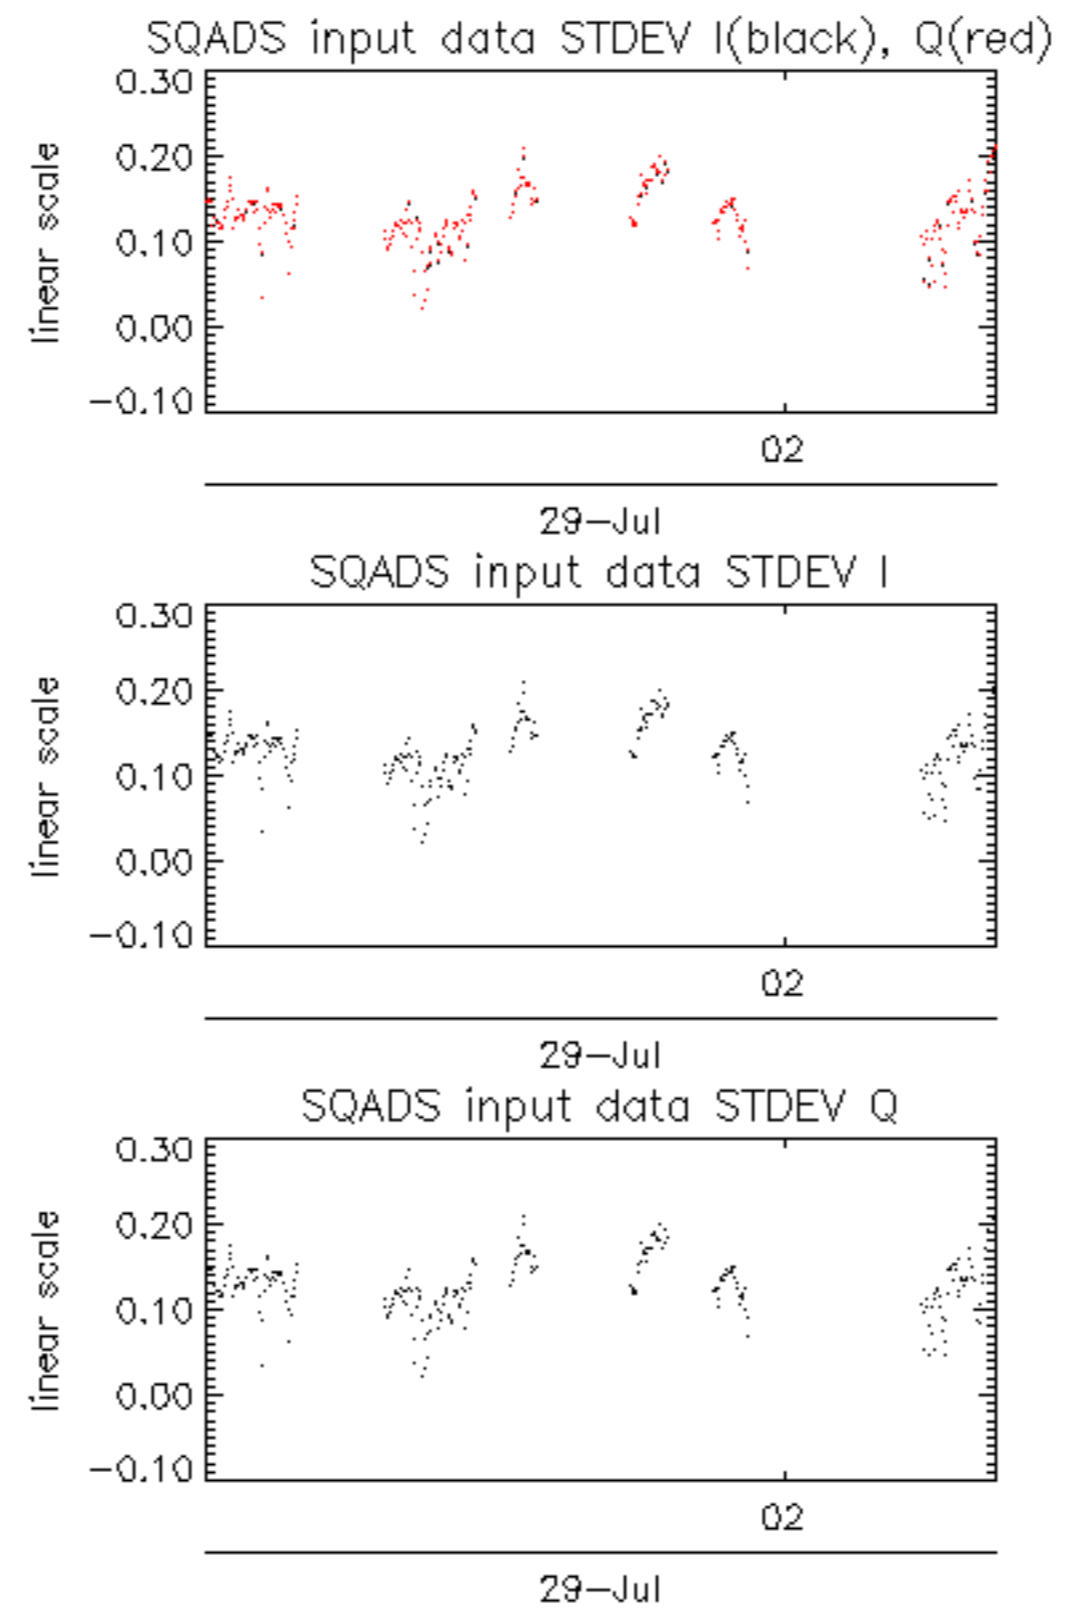 SQADS input data STDEV I(black), Q(red)
0.30
0.20
0.10
0.00
−0.10
linear scale
02
29−Jul
SQADS input data STDEV I
0.30
0.20
0.10
0.00
−0.10
linear scale
02
29−Jul
SQADS input data STDEV Q
0.30
0.20
0.10
0.00
−0.10
linear scale
02
29−Jul